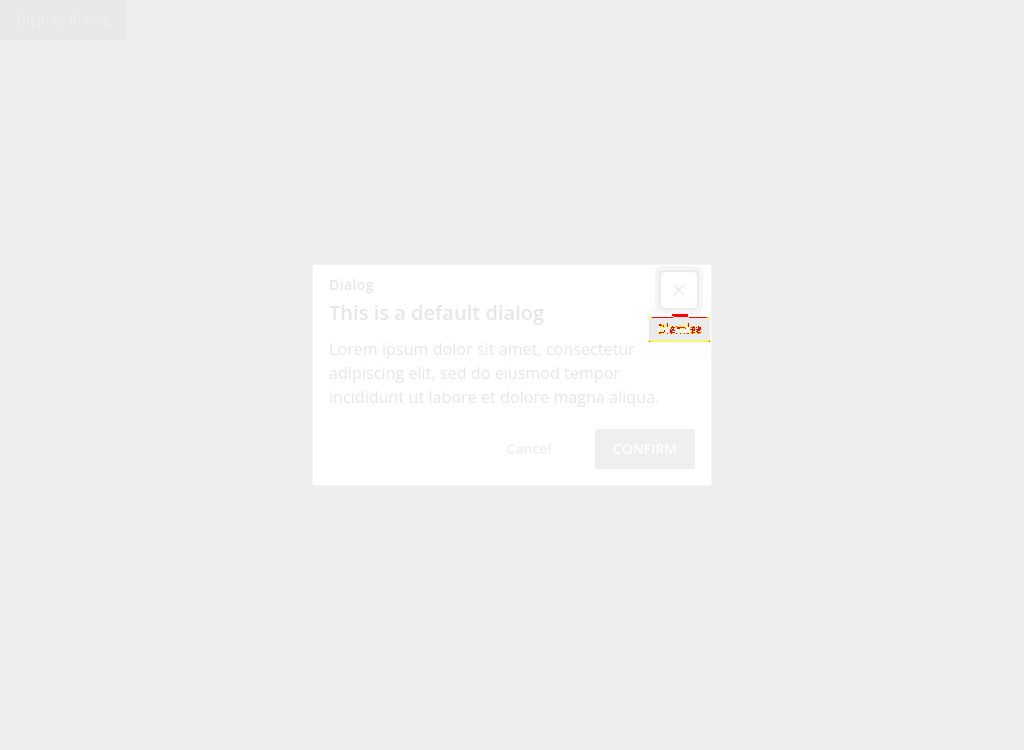 Display dialog
Dialog
This is a default dialog
Lorem ipsum dolor sit amet, consectetur
adipiscing elit, sed do eiusmod tempor
incididunt ut labore et dolore magna aliqua.
Cancel
CONFIRM